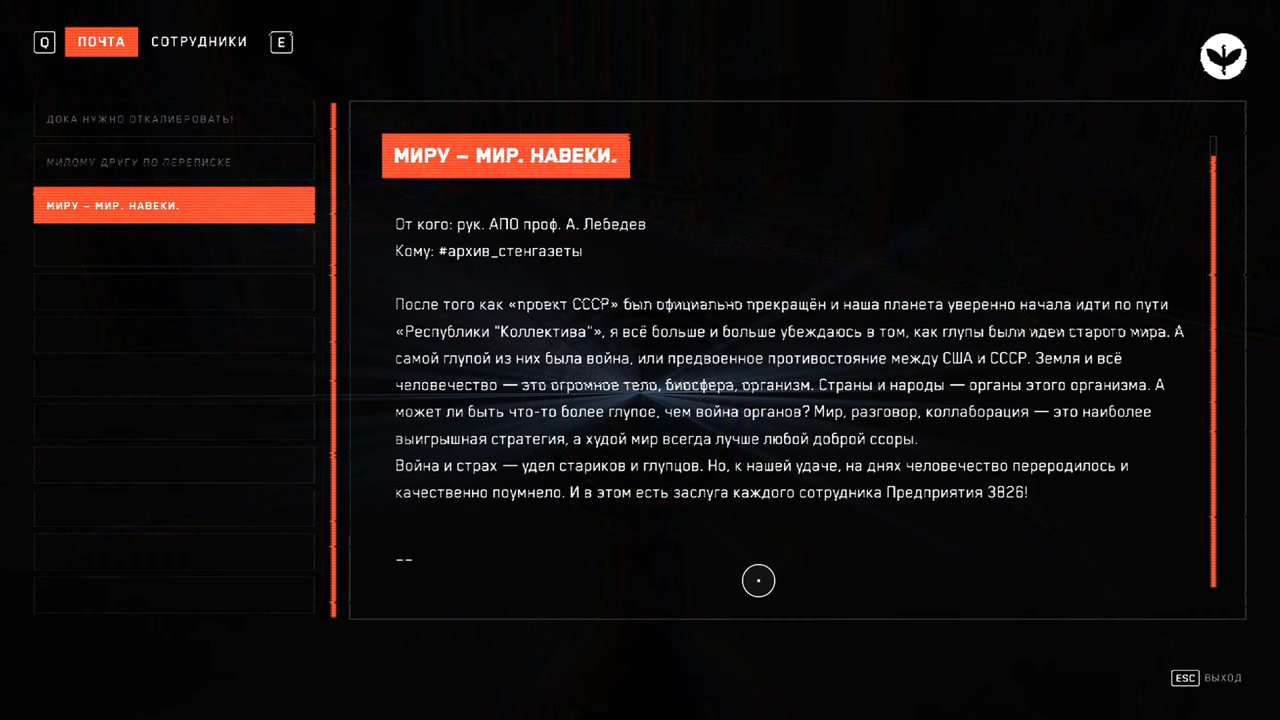 Q ПОЧТА СОТРУДНИКИ E
ДОКА НУЖНО ОТКАЛИБРОВАТЬ!
МИЛОМУ ДРУГУ ПО ПЕРЕПИСКЕ
МИРУ – МИР. НАВЕКИ.
МИРУ – МИР. НАВЕКИ.
От кого: рук. АПО проф. А. Лебедев
Кому: #архив_стенгазеты
После того как «проект СССР» был официально прекращён и наша планета уверенно начала идти по пути
«Республики "Коллектива"», я всё больше и больше убеждаюсь в том, как глупы были идеи старого мира. А
самой глупой из них была война, или предвоенное противостояние между США и СССР. Земля и всё
человечество — это огромное тело, биосфера, организм. Страны и народы — органы этого организма. А
может ли быть что-то более глупое, чем война органов? Мир, разговор, коллаборация — это наиболее
выигрышная стратегия, а худой мир всегда лучше любой доброй ссоры.
Война и страх — удел стариков и глупцов. Но, к нашей удаче, на днях человечество переродилось и
качественно поумнело. И в этом есть заслуга каждого сотрудника Предприятия 3826!
--
ESC ВЫХОД